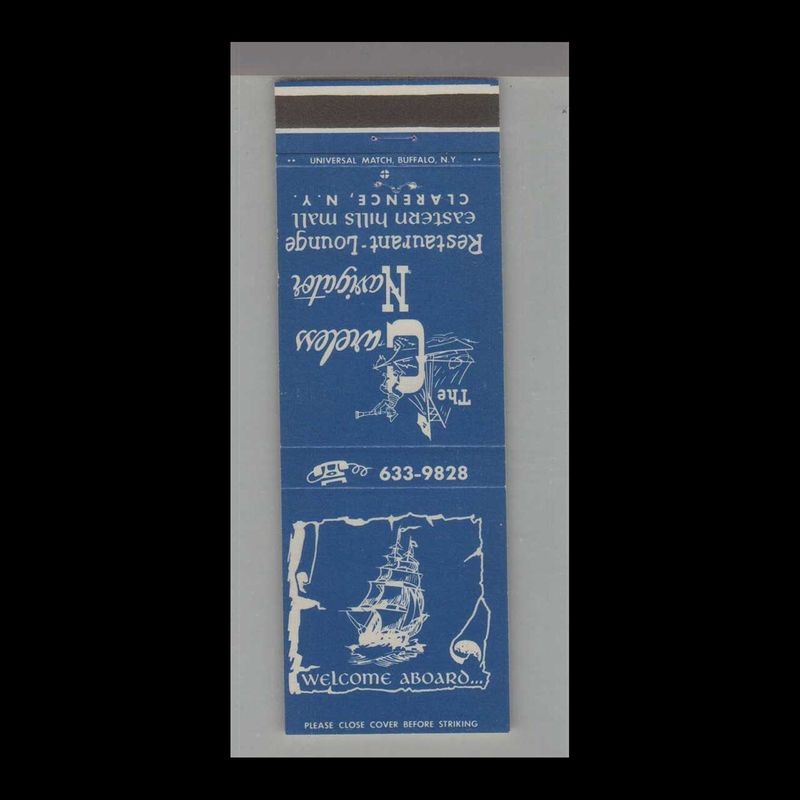 ** UNIVERSAL MATCH, BUFFALO, N.Y. **
The
Careless
Navigator
Restaurant-Lounge
eastern hills mall
CLARENCE, N.Y.
633-9828
WELCOME ABOARD...
PLEASE CLOSE COVER BEFORE STRIKING